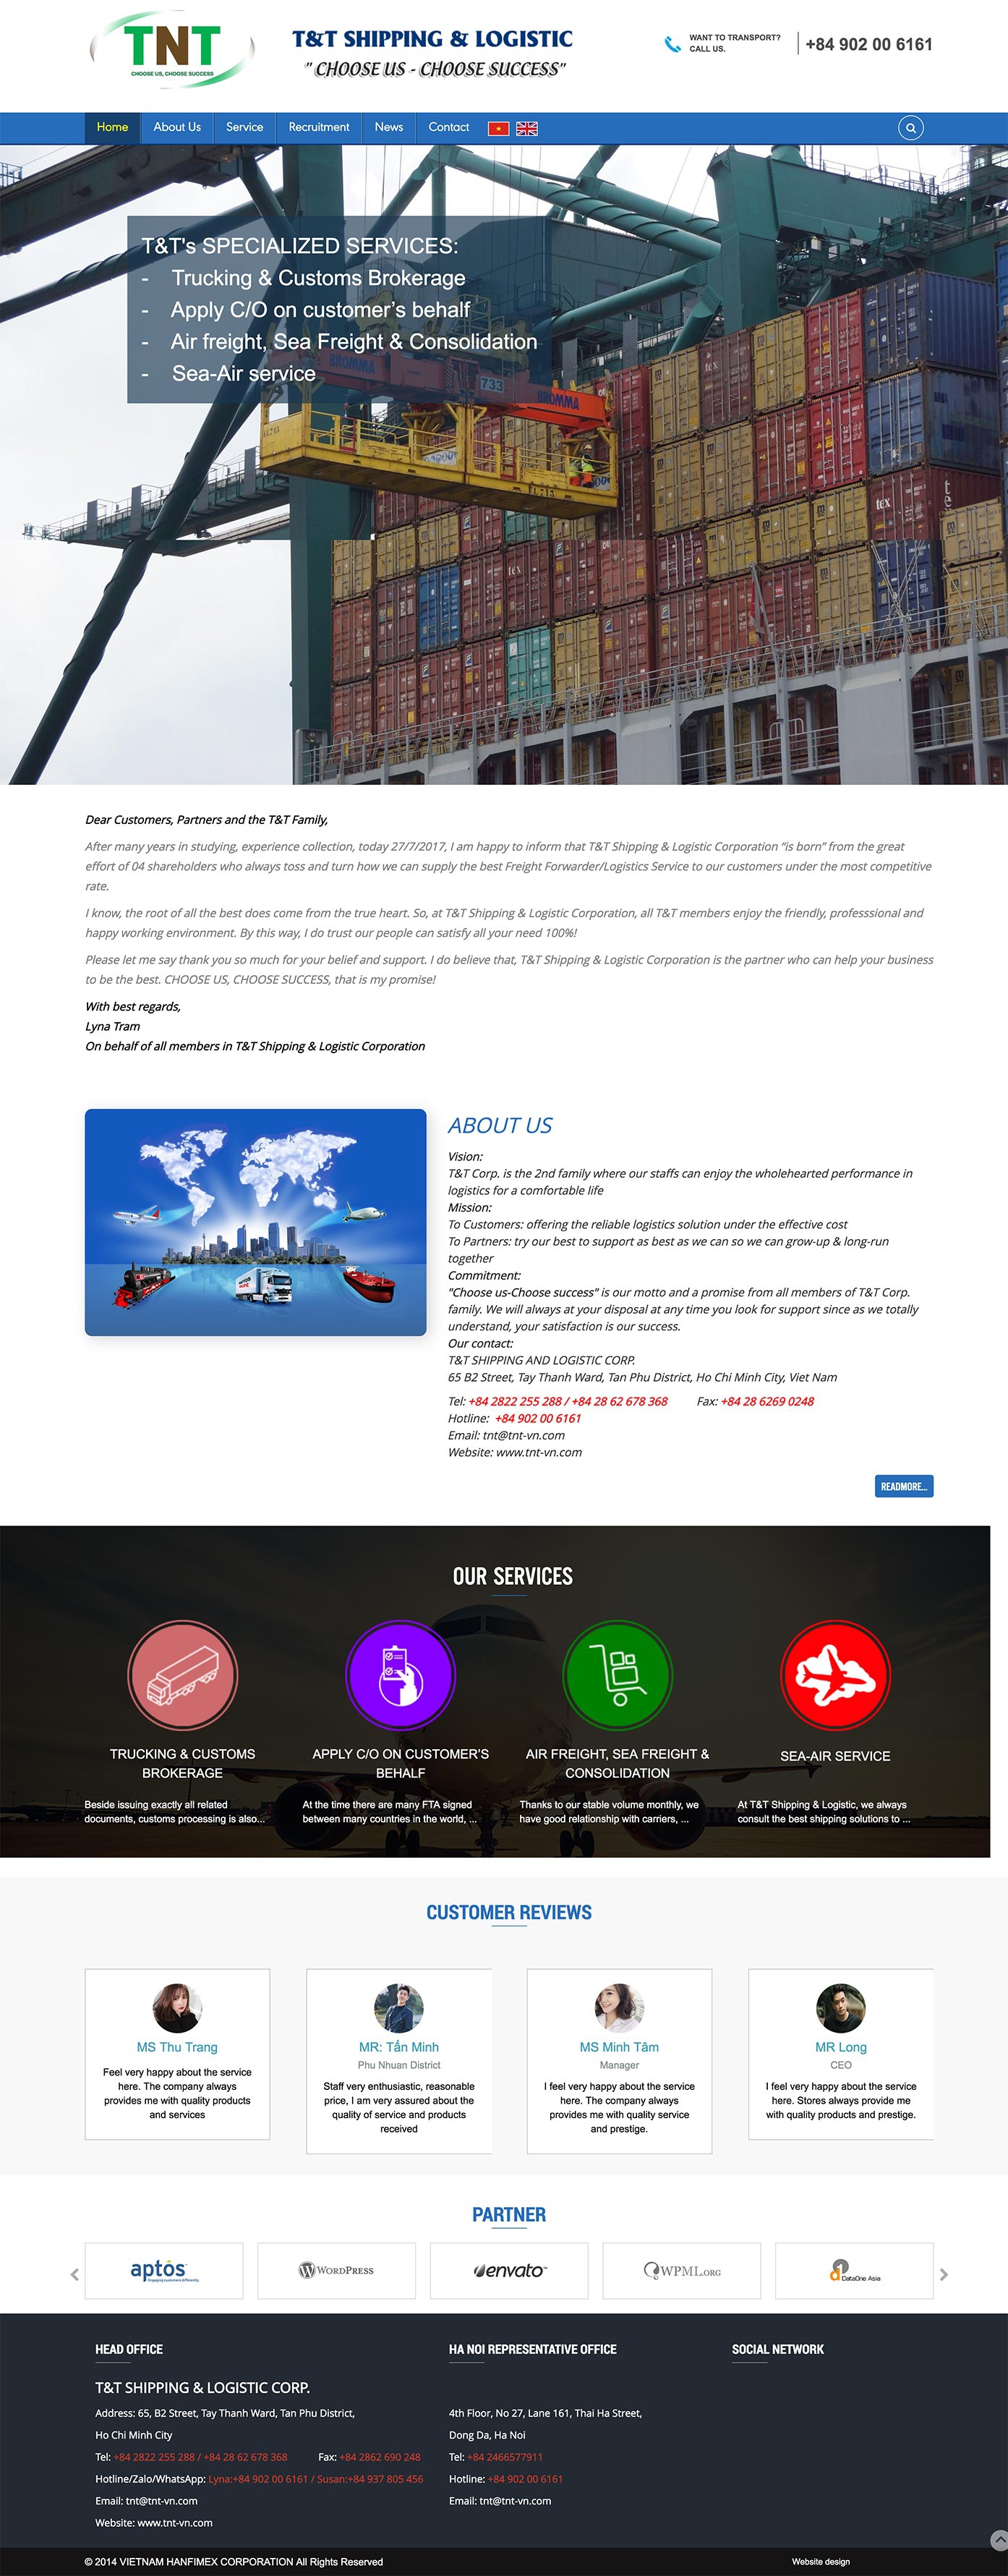 TNT
CHOOSE US, CHOOSE SUCCESS
T&T SHIPPING & LOGISTIC
"CHOOSE US - CHOOSE SUCCESS"
WANT TO TRANSPORT?
CALL US.
+84 902 00 6161
Home About Us Service Recruitment News Contact
T&T's SPECIALIZED SERVICES:
- Trucking & Customs Brokerage
- Apply C/O on customer’s behalf
- Air freight, Sea Freight & Consolidation
- Sea-Air service
BROMMA
733
BROMMA
tex
tex
Dear Customers, Partners and the T&T Family,
After many years in studying, experience collection, today 27/7/2017, I am happy to inform that T&T Shipping & Logistic Corporation “is born” from the great
effort of 04 shareholders who always toss and turn how we can supply the best Freight Forwarder/Logistics Service to our customers under the most competitive
rate.
I know, the root of all the best does come from the true heart. So, at T&T Shipping & Logistic Corporation, all T&T members enjoy the friendly, professsional and
happy working environment. By this way, I do trust our people can satisfy all your need 100%!
Please let me say thank you so much for your belief and support. I do believe that, T&T Shipping & Logistic Corporation is the partner who can help your business
to be the best. CHOOSE US, CHOOSE SUCCESS, that is my promise!
With best regards,
Lyna Tram
On behalf of all members in T&T Shipping & Logistic Corporation
ABOUT US
Vision:
T&T Corp. is the 2nd family where our staffs can enjoy the wholehearted performance in
logistics for a comfortable life
Mission:
To Customers: offering the reliable logistics solution under the effective cost
To Partners: try our best to support as best as we can so we can grow-up & long-run
together
Commitment:
"Choose us-Choose success" is our motto and a promise from all members of T&T Corp.
family. We will always at your disposal at any time you look for support since as we totally
understand, your satisfaction is our success.
Our contact:
T&T SHIPPING AND LOGISTIC CORP.
65 B2 Street, Tay Thanh Ward, Tan Phu District, Ho Chi Minh City, Viet Nam
Tel: +84 2822 255 288 / +84 28 62 678 368 Fax: +84 28 6269 0248
Hotline: +84 902 00 6161
Email: tnt@tnt-vn.com
Website: www.tnt-vn.com
READMORE...
OUR SERVICES
TRUCKING & CUSTOMS
BROKERAGE
Beside issuing exactly all related
documents, customs processing is also...
APPLY C/O ON CUSTOMER’S
BEHALF
At the time there are many FTA signed
between many countries in the world, ...
AIR FREIGHT, SEA FREIGHT &
CONSOLIDATION
Thanks to our stable volume monthly, we
have good relationship with carriers, ...
SEA-AIR SERVICE
At T&T Shipping & Logistic, we always
consult the best shipping solutions to ...
CUSTOMER REVIEWS
MS Thu Trang
Feel very happy about the service
here. The company always
provides me with quality products
and services
MR: Tấn Minh
Phu Nhuan District
Staff very enthusiastic, reasonable
price, I am very assured about the
quality of service and products
received
MS Minh Tâm
Manager
I feel very happy about the service
here. The company always
provides me with quality service
and prestige.
MR Long
CEO
I feel very happy about the service
here. Stores always provide me
with quality products and prestige.
PARTNER
aptos
Engaging customers differently
WORDPRESS
envato
WPML.ORG
d1 DataOne Asia
HEAD OFFICE
T&T SHIPPING & LOGISTIC CORP.
Address: 65, B2 Street, Tay Thanh Ward, Tan Phu District,
Ho Chi Minh City
Tel: +84 2822 255 288 / +84 28 62 678 368 Fax: +84 2862 690 248
Hotline/Zalo/WhatsApp: Lyna:+84 902 00 6161 / Susan:+84 937 805 456
Email: tnt@tnt-vn.com
Website: www.tnt-vn.com
HA NOI REPRESENTATIVE OFFICE
4th Floor, No 27, Lane 161, Thai Ha Street,
Dong Da, Ha Noi
Tel: +84 2466577911
Hotline: +84 902 00 6161
Email: tnt@tnt-vn.com
SOCIAL NETWORK
© 2014 VIETNAM HANFIMEX CORPORATION All Rights Reserved
Website design